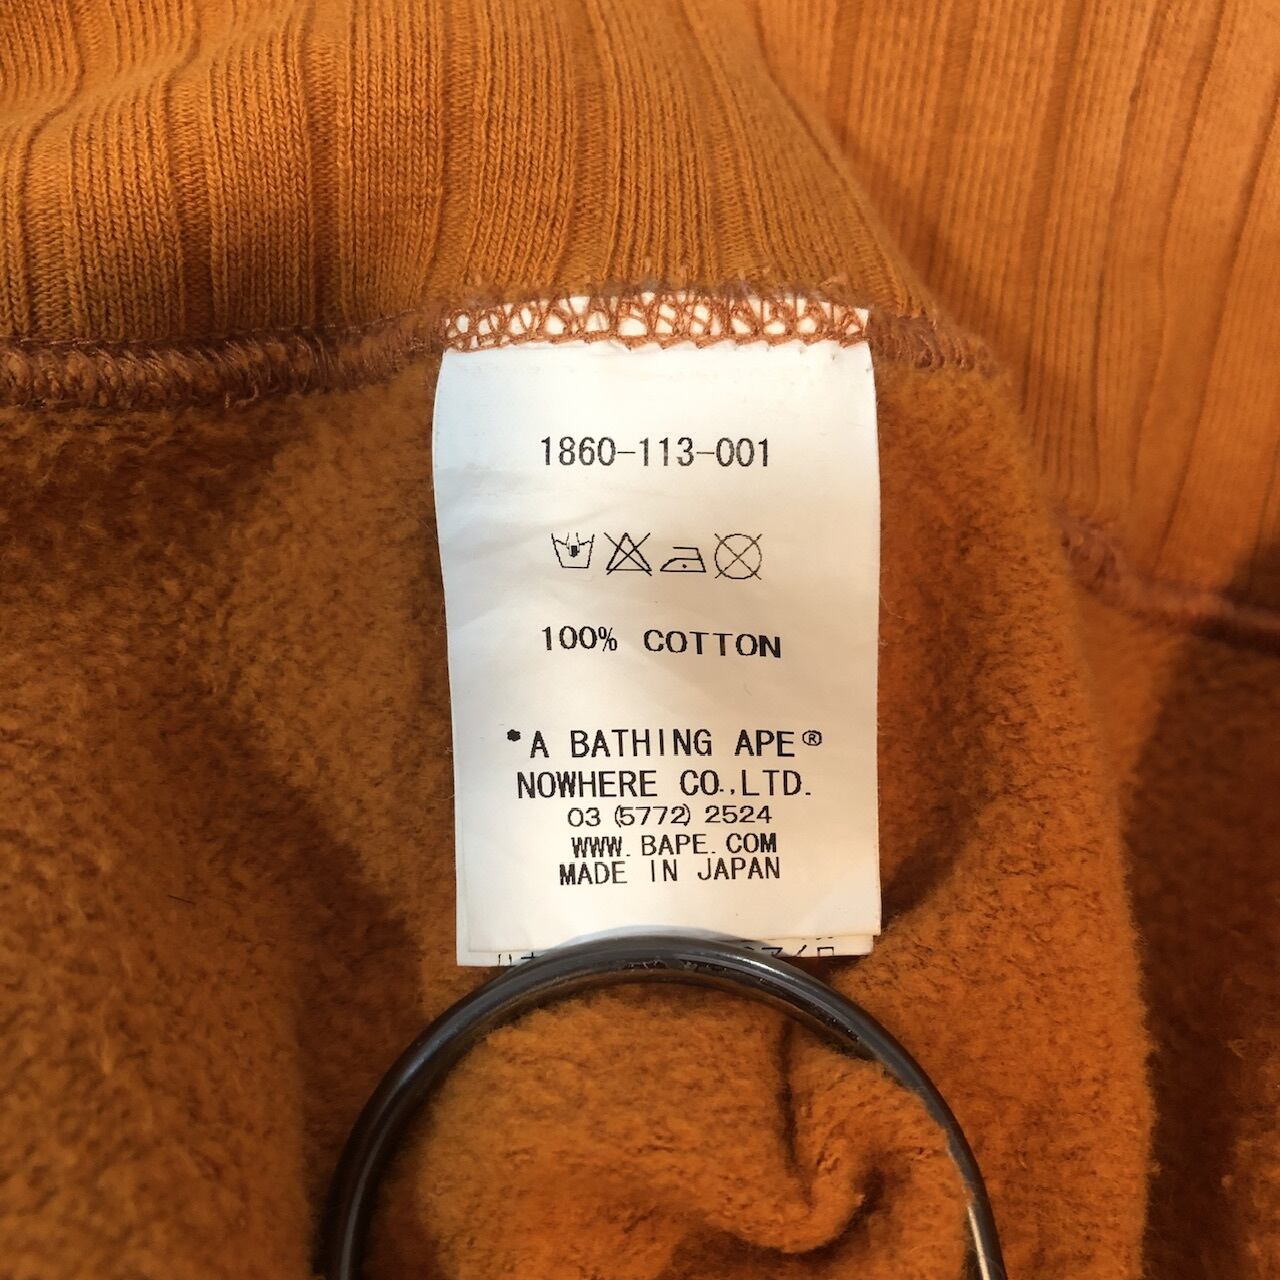 1860-113-001
100% COTTON
*A BATHING APE®
NOWHERE CO.,LTD.
03 (5772) 2524
WWW.BAPE.COM
MADE IN JAPAN